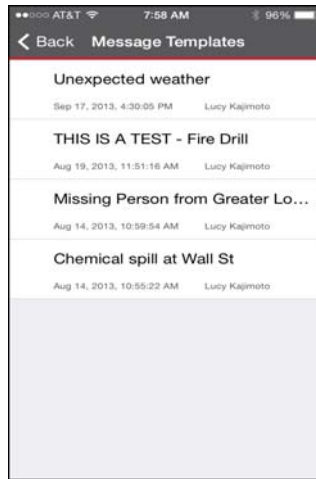 AT&T 7:58 AM 96%
Back Message Templates
Unexpected weather
Sep 17, 2013, 4:30:05 PM Lucy Kajimoto
THIS IS A TEST - Fire Drill
Aug 19, 2013, 11:51:16 AM Lucy Kajimoto
Missing Person from Greater Lo...
Aug 14, 2013, 10:59:54 AM Lucy Kajimoto
Chemical spill at Wall St
Aug 14, 2013, 10:55:22 AM Lucy Kajimoto